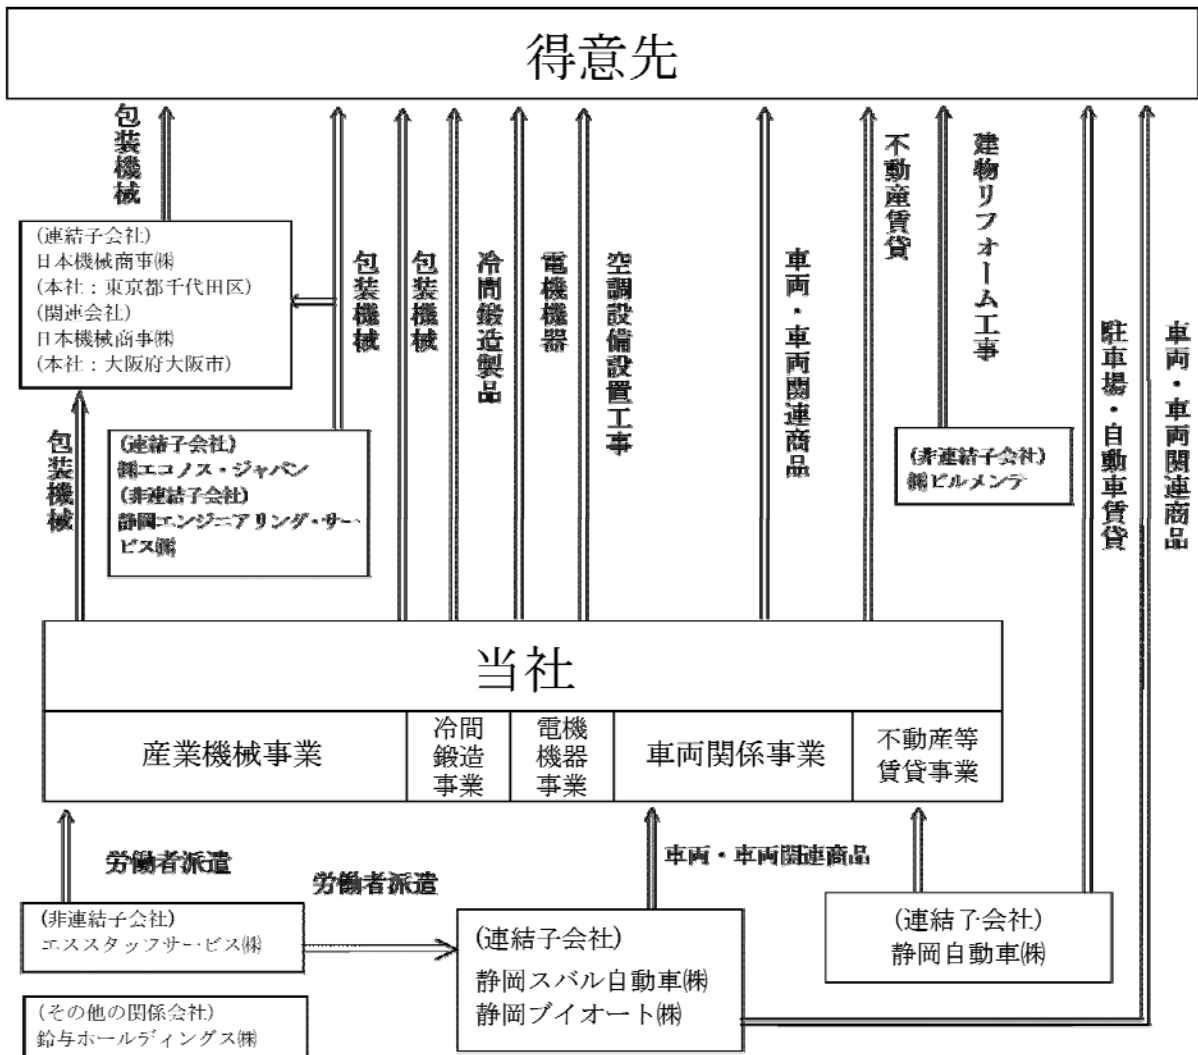 得意先
包装機械
(連結子会社)
日本機械商事㈱
(本社：東京都千代田区)
(関連会社)
日本機械商事㈱
(本社：大阪府大阪市)
包装機械
(連結子会社)
㈱エコノス・ジャパン
(非連結子会社)
静岡エンジニアリング・サー
ビス㈱
包装機械
包装機械
冷間鍛造製品
電機機器
空調設備設置工事
車両・車両関連商品
不動産賃貸
建物リフォーム工事
(非連結子会社)
㈱ビルメンテ
駐車場・自動車賃貸
車両・車両関連商品
当社
産業機械事業
冷間
鍛造
事業
電機
機器
事業
車両関係事業
不動産等
賃貸事業
労働者派遣
労働者派遣
車両・車両関連商品
(非連結子会社)
エススタッフサービス㈱
(連結子会社)
静岡スバル自動車㈱
静岡ブイオート㈱
(連結子会社)
静岡自動車㈱
(その他の関係会社)
鈴与ホールディングス㈱